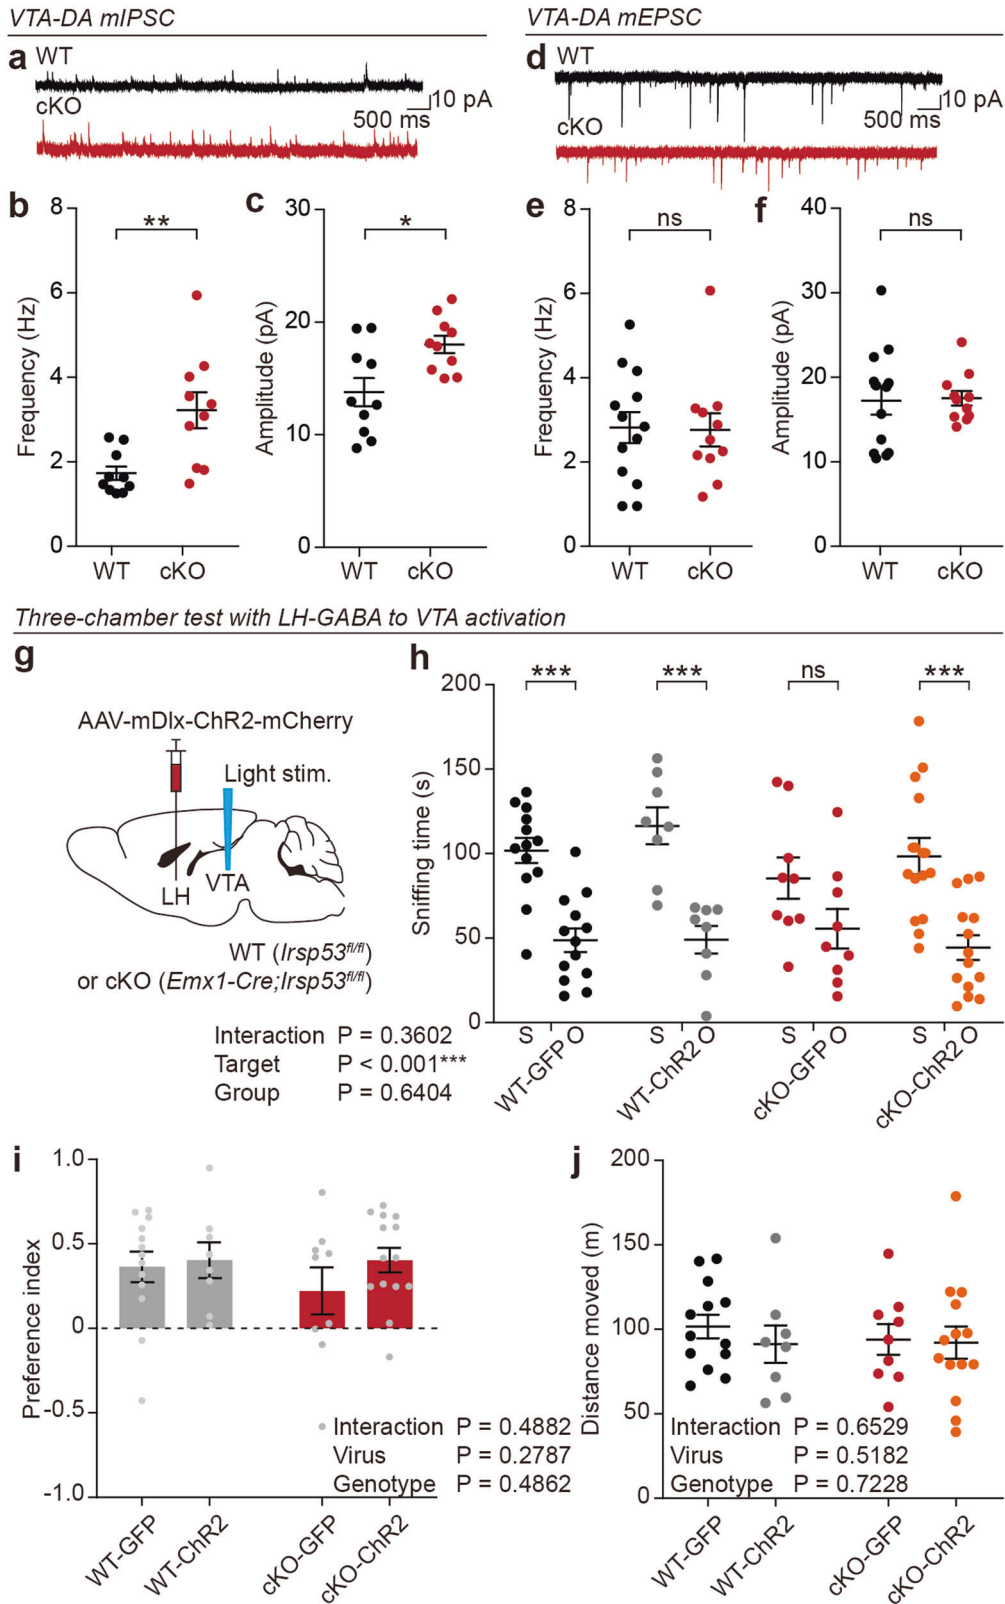 VTA-DA mIPSC
a
WT
cKO
10 pA
500 ms
VTA-DA mEPSC
d
WT
cKO
10 pA
500 ms
b
Frequency (Hz)
8
6
4
2
0
**
WT
cKO
c
Amplitude (pA)
30
20
10
0
*
WT
cKO
e
Frequency (Hz)
8
6
4
2
0
ns
WT
cKO
f
Amplitude (pA)
40
30
20
10
0
ns
WT
cKO
Three-chamber test with LH-GABA to VTA activation
g
AAV-mDlx-ChR2-mCherry
Light stim.
LH
VTA
WT (Irsp53fl/fl)
or cKO (Emx1-Cre;Irsp53fl/fl)
Interaction P = 0.3602
Target P < 0.001***
Group P = 0.6404
h
Sniffing time (s)
200
150
100
50
0
***
***
ns
***
S O S O S O S O
WT-GFP
WT-ChR2
cKO-GFP
cKO-ChR2
i
Preference index
1.0
0.5
0
-0.5
-1.0
Interaction P = 0.4882
Virus P = 0.2787
Genotype P = 0.4862
WT-GFP
WT-ChR2
cKO-GFP
cKO-ChR2
j
Distance moved (m)
200
150
100
50
0
Interaction P = 0.6529
Virus P = 0.5182
Genotype P = 0.7228
WT-GFP
WT-ChR2
cKO-GFP
cKO-ChR2